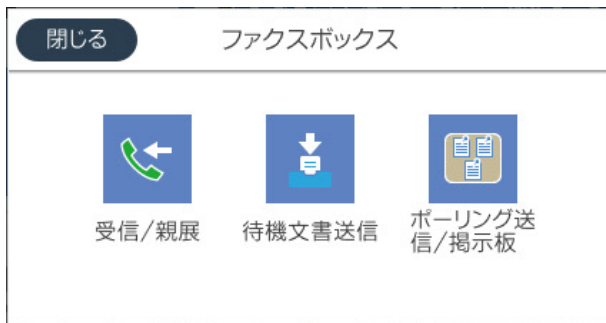 閉じる
ファクスボックス
受信/親展
待機文書送信
ポーリング送
信/掲示板